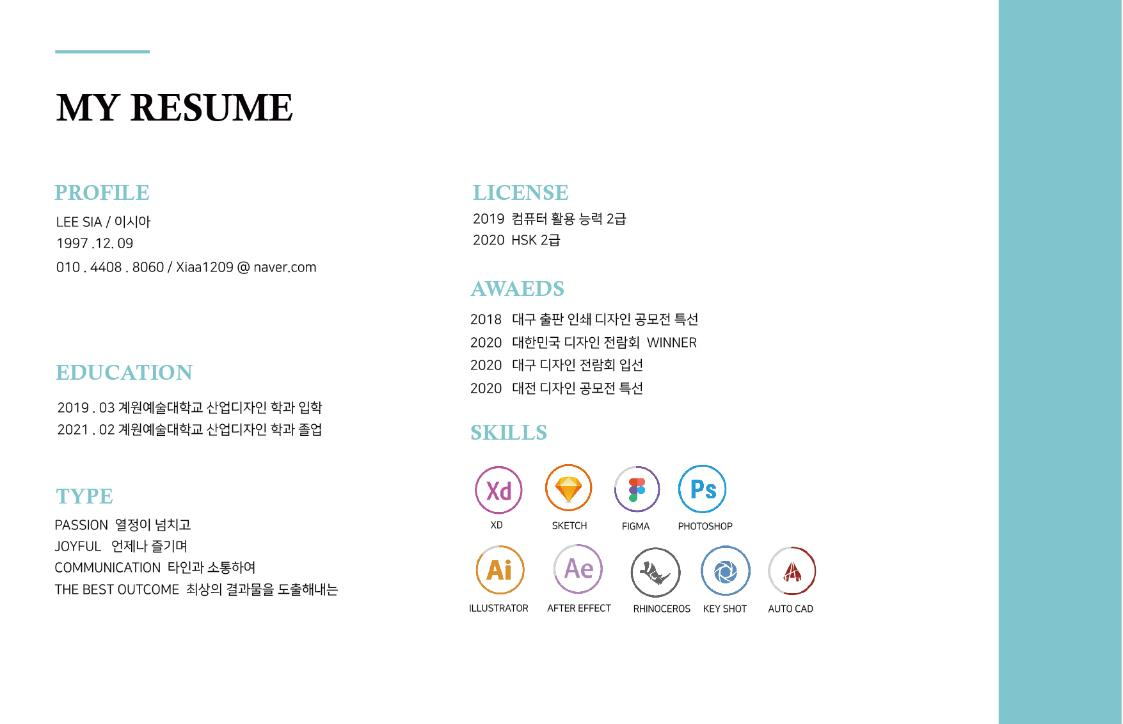 MY RESUME
PROFILE
LEE SIA / 이시아
1997 .12. 09
010 . 4408 . 8060 / Xiaa1209 @ naver.com
EDUCATION
2019 . 03 계원예술대학교 산업디자인 학과 입학
2021 . 02 계원예술대학교 산업디자인 학과 졸업
TYPE
PASSION 열정이 넘치고
JOYFUL 언제나 즐기며
COMMUNICATION 타인과 소통하여
THE BEST OUTCOME 최상의 결과물을 도출해내는
LICENSE
2019 컴퓨터 활용 능력 2급
2020 HSK 2급
AWAEDS
2018 대구 출판 인쇄 디자인 공모전 특선
2020 대한민국 디자인 전람회 WINNER
2020 대구 디자인 전람회 입선
2020 대전 디자인 공모전 특선
SKILLS
Xd Ps
XD SKETCH FIGMA PHOTOSHOP
Ai Ae
ILLUSTRATOR AFTER EFFECT RHINOCEROS KEY SHOT AUTO CAD